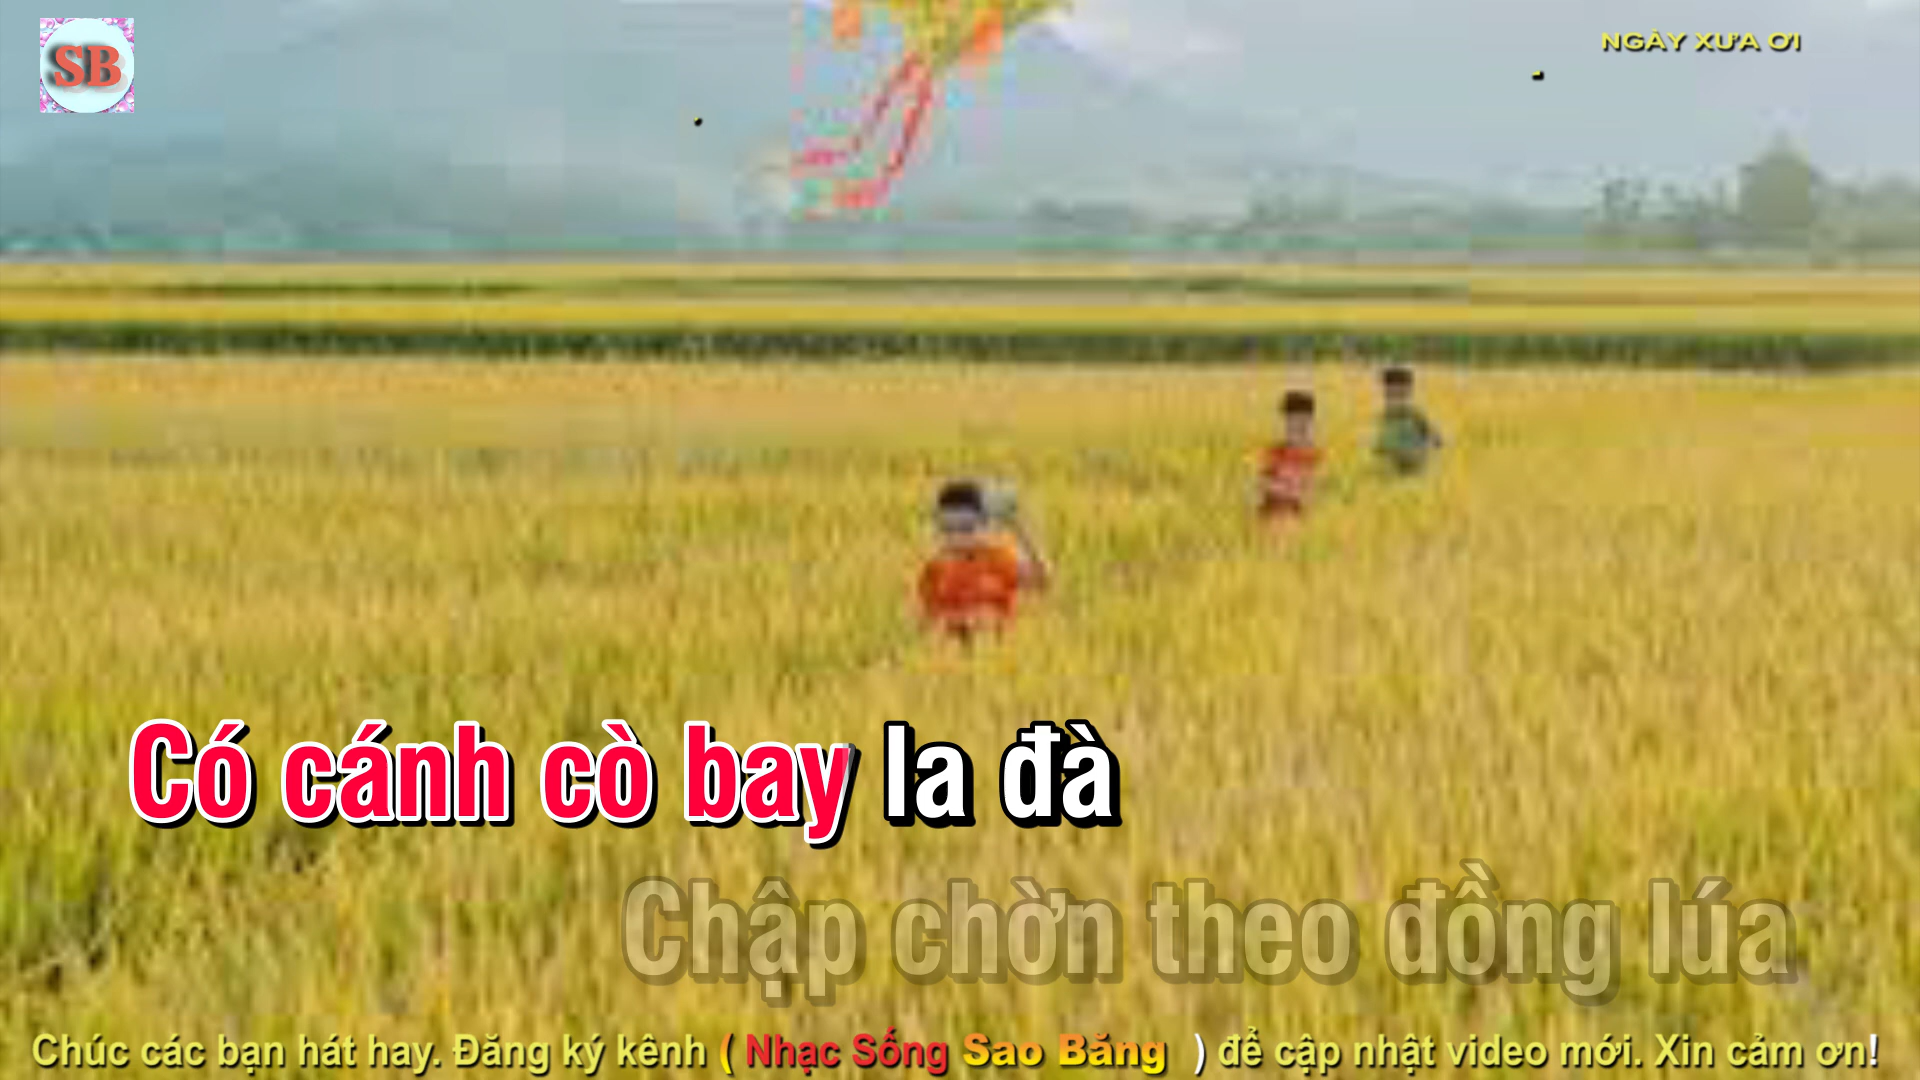 SB
NGÀY XƯA ƠI
Có cánh cò bay la đà
Chập chờn theo đồng lúa
Chúc các bạn hát hay. Đăng ký kênh ( Nhạc Sống Sao Băng ) để cập nhật video mới. Xin cảm ơn!